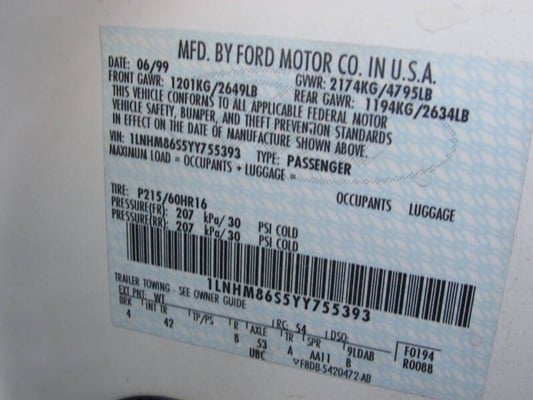 MFD. BY FORD MOTOR CO. IN U.S.A.
DATE: 06/99 GVWR: 2174KG/4795LB
FRONT GAWR: 1201KG/2649LB REAR GAWR: 1194KG/2634LB
THIS VEHICLE CONFORMS TO ALL APPLICABLE FEDERAL MOTOR
VEHICLE SAFETY, BUMPER, AND THEFT PREVENTION STANDARDS
IN EFFECT ON THE DATE OF MANUFACTURE SHOWN ABOVE.
VIN: 1LNHM86S5YY755393 TYPE: PASSENGER
MAXIMUM LOAD = OCCUPANTS + LUGGAGE =
OCCUPANTS LUGGAGE
TIRE: P215/60HR16
PRESSURE(FR): 207 kPa/30 PSI COLD
PRESSURE(RR): 207 kPa/30 PSI COLD
1LNHM86S5YY755393
TRAILER TOWING - SEE OWNER GUIDE
EXT PNT: WT RC: 54 DSO:
BRK INT TR TP/PS R AXLE TR SPR 9LDAB F0194
4 42 8 53 A AA11 B R0088
UBC VF8DB-5420472-AB